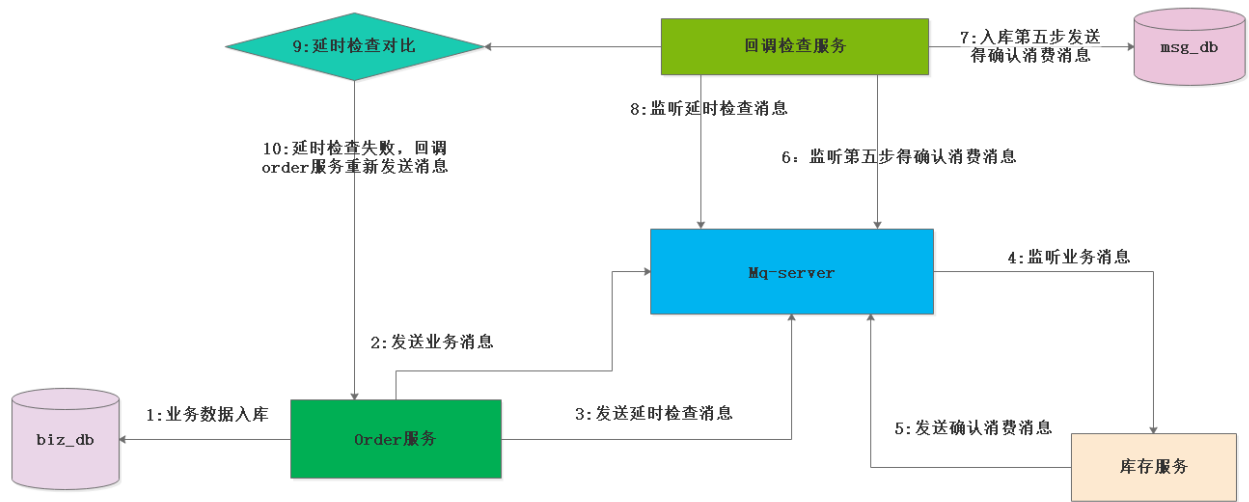 9:延时检查对比
回调检查服务
7:入库第五步发送
得确认消费消息
msg_db
8:监听延时检查消息
10:延时检查失败，回调
order服务重新发送消息
6：监听第五步得确认消费消息
Mq-server
4:监听业务消息
2:发送业务消息
1:业务数据入库
3:发送延时检查消息
5:发送确认消费消息
biz_db
Order服务
库存服务